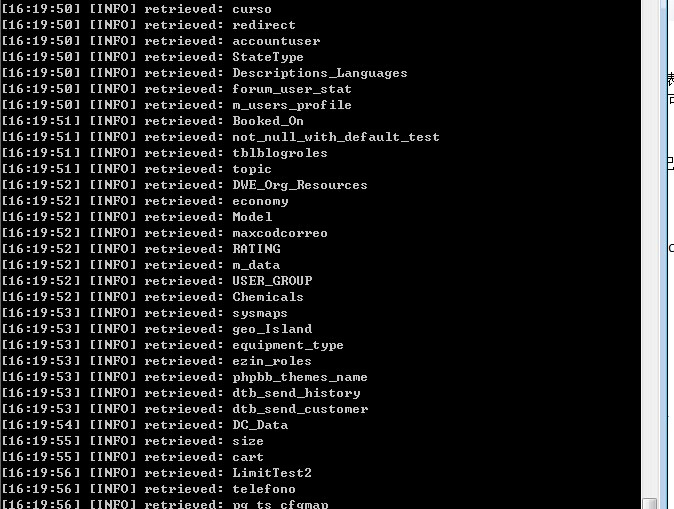 [16:19:50] [INFO] retrieved: curso
[16:19:50] [INFO] retrieved: redirect
[16:19:50] [INFO] retrieved: accountuser
[16:19:50] [INFO] retrieved: StateType
[16:19:50] [INFO] retrieved: Descriptions_Languages
[16:19:50] [INFO] retrieved: forum_user_stat
[16:19:50] [INFO] retrieved: m_users_profile
[16:19:51] [INFO] retrieved: Booked_On
[16:19:51] [INFO] retrieved: not_null_with_default_test
[16:19:51] [INFO] retrieved: tblblogroles
[16:19:51] [INFO] retrieved: topic
[16:19:52] [INFO] retrieved: DWE_Org_Resources
[16:19:52] [INFO] retrieved: economy
[16:19:52] [INFO] retrieved: Model
[16:19:52] [INFO] retrieved: maxcodcorreo
[16:19:52] [INFO] retrieved: RATING
[16:19:52] [INFO] retrieved: m_data
[16:19:52] [INFO] retrieved: USER_GROUP
[16:19:52] [INFO] retrieved: Chemicals
[16:19:53] [INFO] retrieved: sysmaps
[16:19:53] [INFO] retrieved: geo_Island
[16:19:53] [INFO] retrieved: equipment_type
[16:19:53] [INFO] retrieved: ezin_roles
[16:19:53] [INFO] retrieved: phpbb_themes_name
[16:19:53] [INFO] retrieved: dtb_send_history
[16:19:53] [INFO] retrieved: dtb_send_customer
[16:19:54] [INFO] retrieved: DC_Data
[16:19:55] [INFO] retrieved: size
[16:19:55] [INFO] retrieved: cart
[16:19:56] [INFO] retrieved: LimitTest2
[16:19:56] [INFO] retrieved: telefono
[16:19:56] [INFO] retrieved: pg_ts_cfgmap